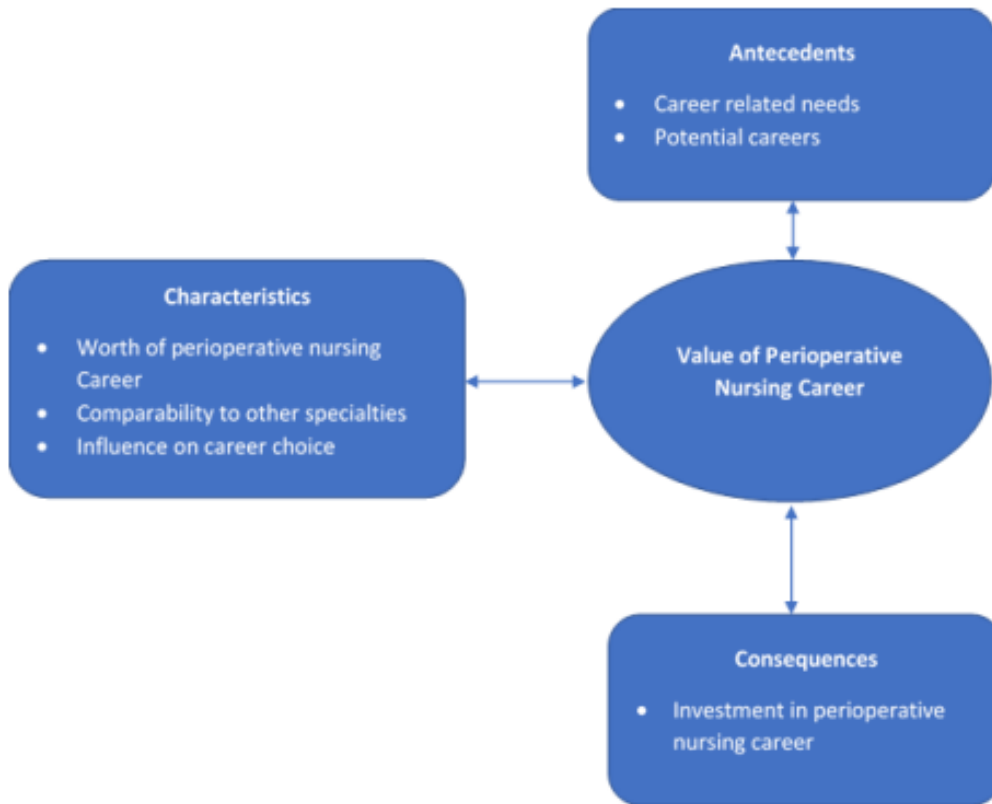 Antecedents
• Career related needs
• Potential careers
Characteristics
• Worth of perioperative nursing
Career
• Comparability to other specialties
• Influence on career choice
Value of Perioperative
Nursing Career
Consequences
• Investment in perioperative
nursing career